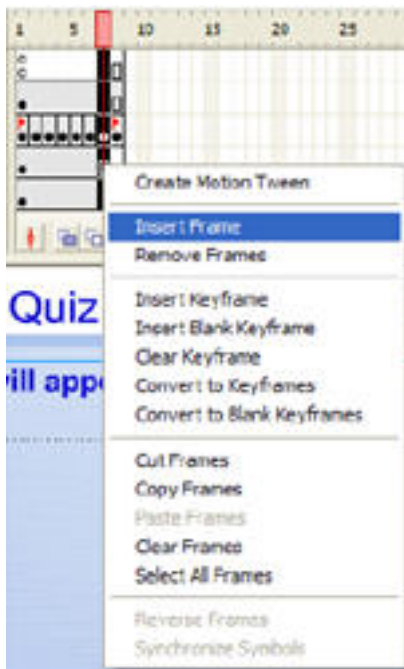 1 5 10 15 20 25
Create Motion Tween
Insert Frame
Remove Frames
Quiz
Insert Keyframe
Insert Blank Keyframe
Clear Keyframe
ill app
Convert to Keyframes
Convert to Blank Keyframes
Cut Frames
Copy Frames
Paste Frames
Clear Frames
Select All Frames
Reverse Frames
Synchronize Symbols